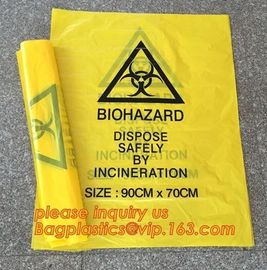 BIOHAZARD
DISPOSE
SAFELY
BY
INCINERATION
SIZE : 90CM x 70CM
please inquiry us
Bagplastics@vip.163.com